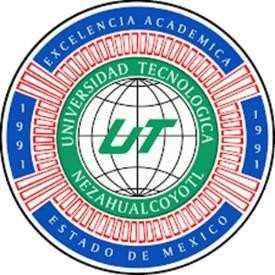 EXCELENCIA ACADEMICA
1991
1991
UNIVERSIDAD TECNOLOGICA
UT
NEZAHUALCOYOTL
ESTADO DE MEXICO